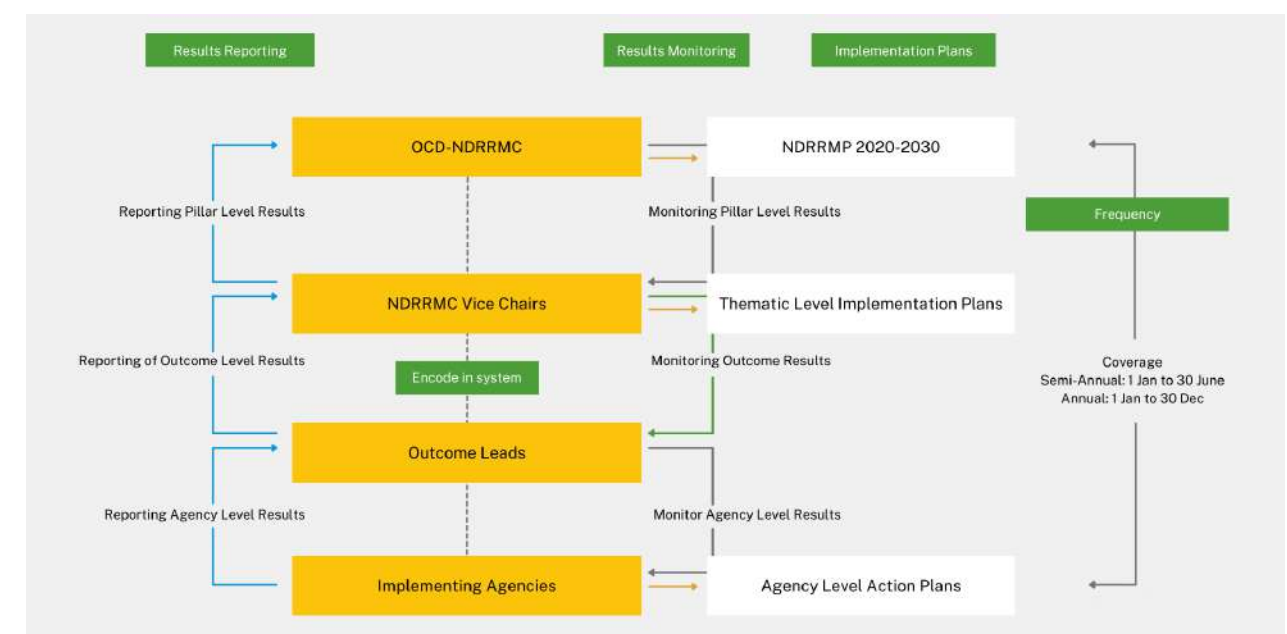 Results Reporting
Results Monitoring
Implementation Plans
OCD-NDRRMC
NDRRMP 2020-2030
Reporting Pillar Level Results
Monitoring Pillar Level Results
Frequency
NDRRMC Vice Chairs
Thematic Level Implementation Plans
Reporting of Outcome Level Results
Monitoring Outcome Results
Encode in system
Coverage
Semi-Annual: 1 Jan to 30 June
Annual: 1 Jan to 30 Dec
Outcome Leads
Reporting Agency Level Results
Monitor Agency Level Results
Implementing Agencies
Agency Level Action Plans